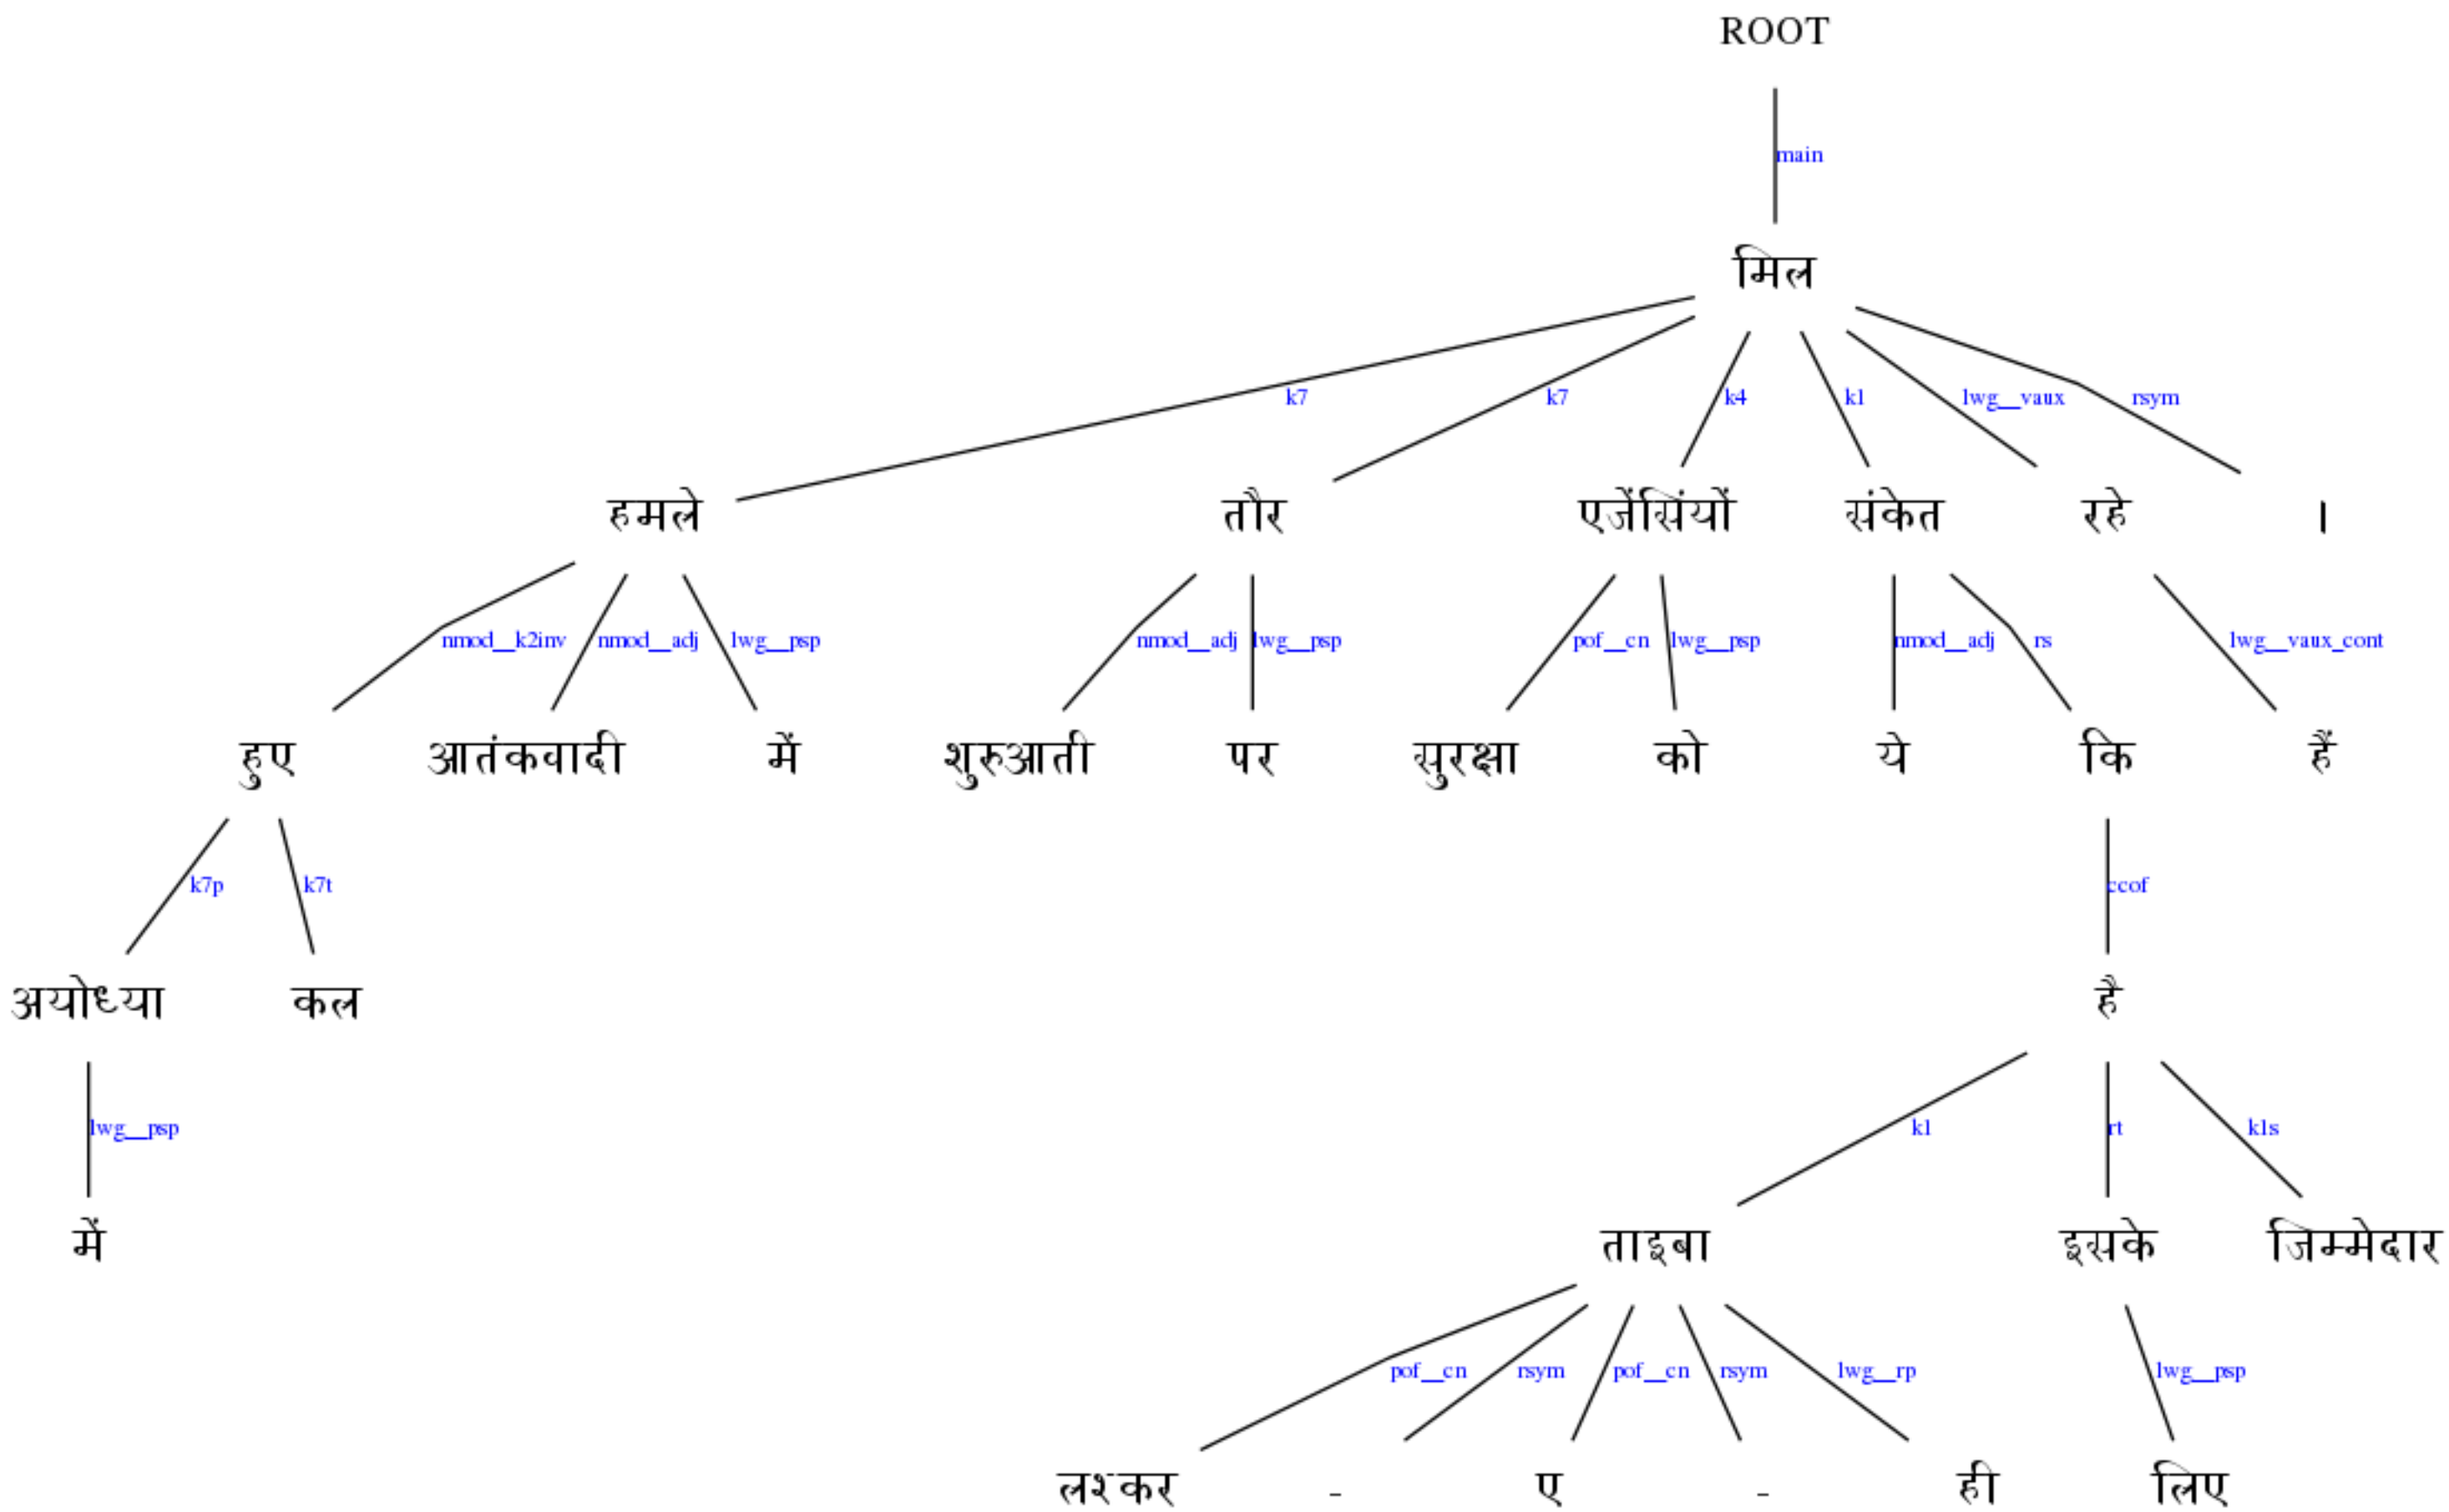 ROOT
main
मिल
k7 k7 k4 k1 lwg__vaux rsym
हमले तौर एजेंसियों संकेत रहे ।
nmod__k2inv nmod__adj lwg__psp nmod__adj lwg__psp pof__cn lwg__psp nmod__adj rs lwg__vaux_cont
हुए आतंकवादी में शुरुआती पर सुरक्षा को ये कि हैं
k7p k7t ccof
अयोध्या कल है
lwg__psp k1 rt k1s
में ताइबा इसके जिम्मेदार
pof__cn rsym pof__cn rsym lwg__rp lwg__psp
लश्कर - ए - ही लिए